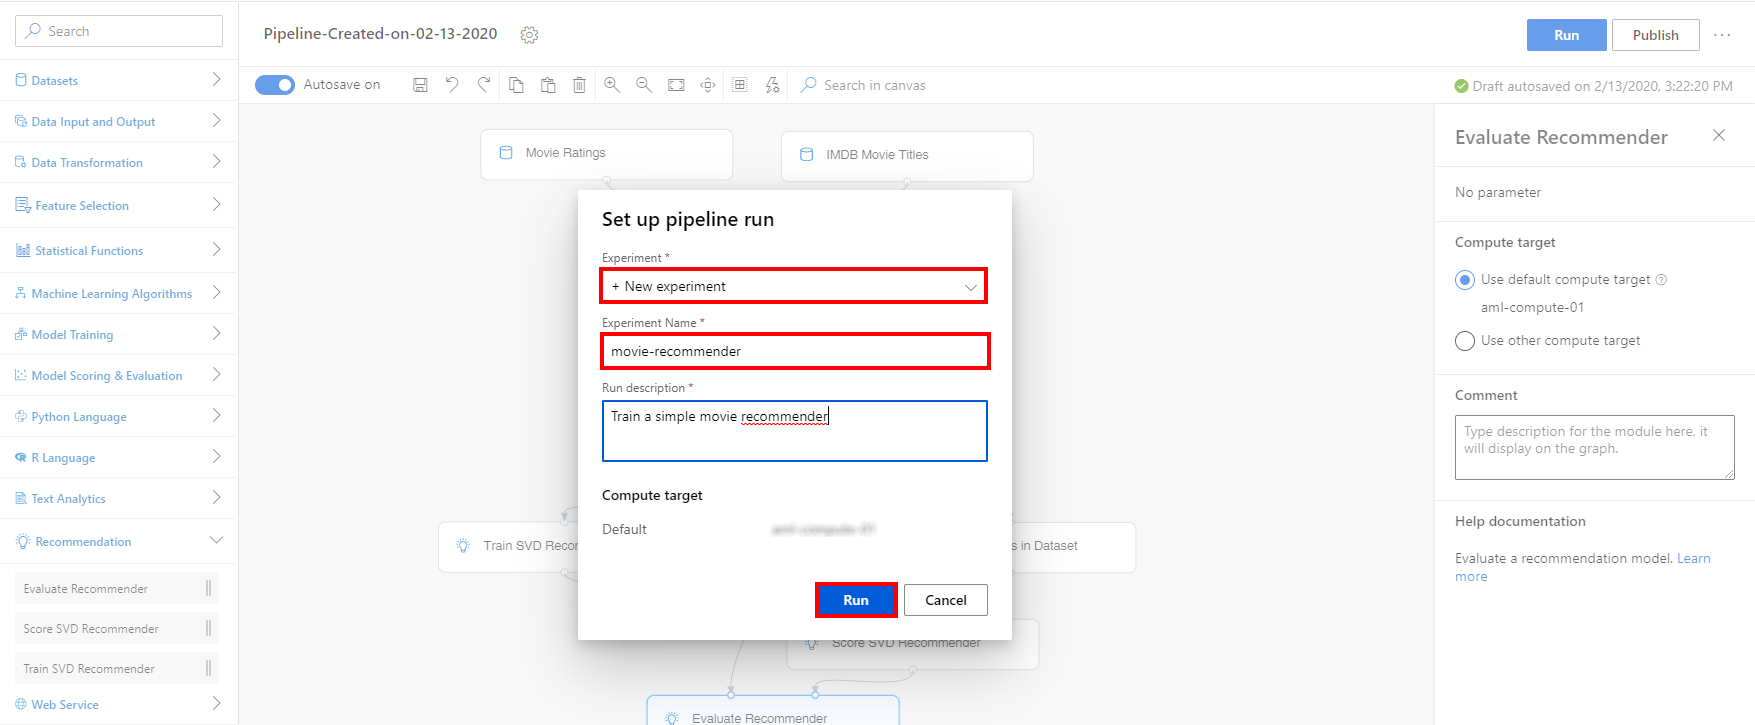 Search
Datasets
Data Input and Output
Data Transformation
Feature Selection
Statistical Functions
Machine Learning Algorithms
Model Training
Model Scoring & Evaluation
Python Language
R Language
Text Analytics
Recommendation
Evaluate Recommender
Score SVD Recommender
Train SVD Recommender
Web Service
Pipeline-Created-on-02-13-2020
Run
Publish
Autosave on
Search in canvas
Draft autosaved on 2/13/2020, 3:22:20 PM
Movie Ratings
IMDB Movie Titles
Set up pipeline run
Experiment *
+ New experiment
Experiment Name *
movie-recommender
Run description *
Train a simple movie recommender
Compute target
Default
aml-compute-01
Run
Cancel
Train SVD Recor
s in Dataset
Score SVD Recommender
Evaluate Recommender
Evaluate Recommender
No parameter
Compute target
Use default compute target
aml-compute-01
Use other compute target
Comment
Type description for the module here, it
will display on the graph.
Help documentation
Evaluate a recommendation model. Learn
more